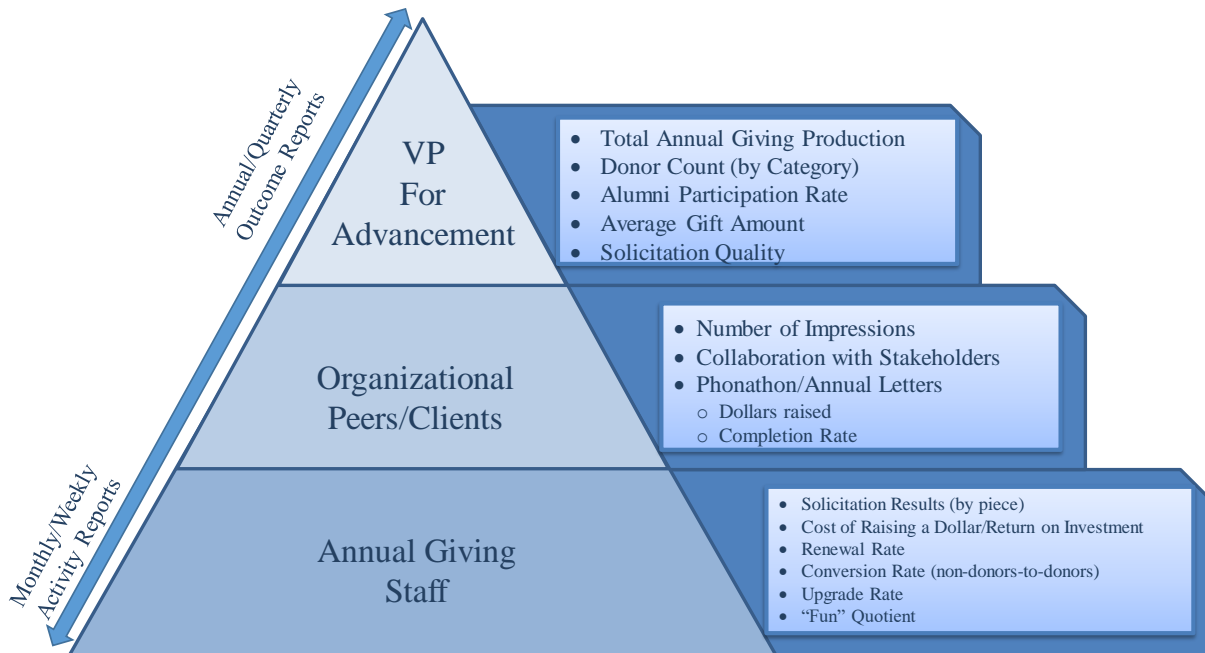 Annual/Quarterly
Outcome Reports
VP
For
Advancement
• Total Annual Giving Production
• Donor Count (by Category)
• Alumni Participation Rate
• Average Gift Amount
• Solicitation Quality
Organizational
Peers/Clients
• Number of Impressions
• Collaboration with Stakeholders
• Phonathon/Annual Letters
o Dollars raised
o Completion Rate
Monthly/Weekly
Activity Reports
Annual Giving
Staff
• Solicitation Results (by piece)
• Cost of Raising a Dollar/Return on Investment
• Renewal Rate
• Conversion Rate (non-donors-to-donors)
• Upgrade Rate
• “Fun” Quotient